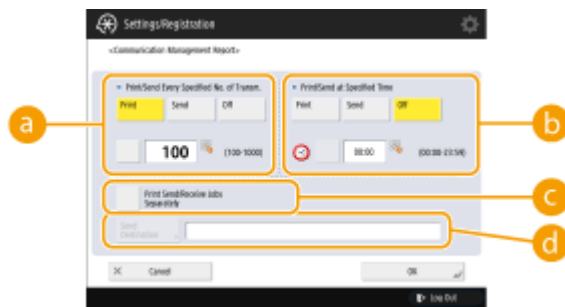 Settings/Registration
<Communication Management Report>
Print/Send Every Specified No. of Transm.
Print Send Off
100 (100-1000)
Print/Send at Specified Time
Print Send Off
00:00 (00:00-23:59)
a
b
Print Send/Receive Jobs
Separately
c
Send
Destination
d
Cancel
OK
Log Out